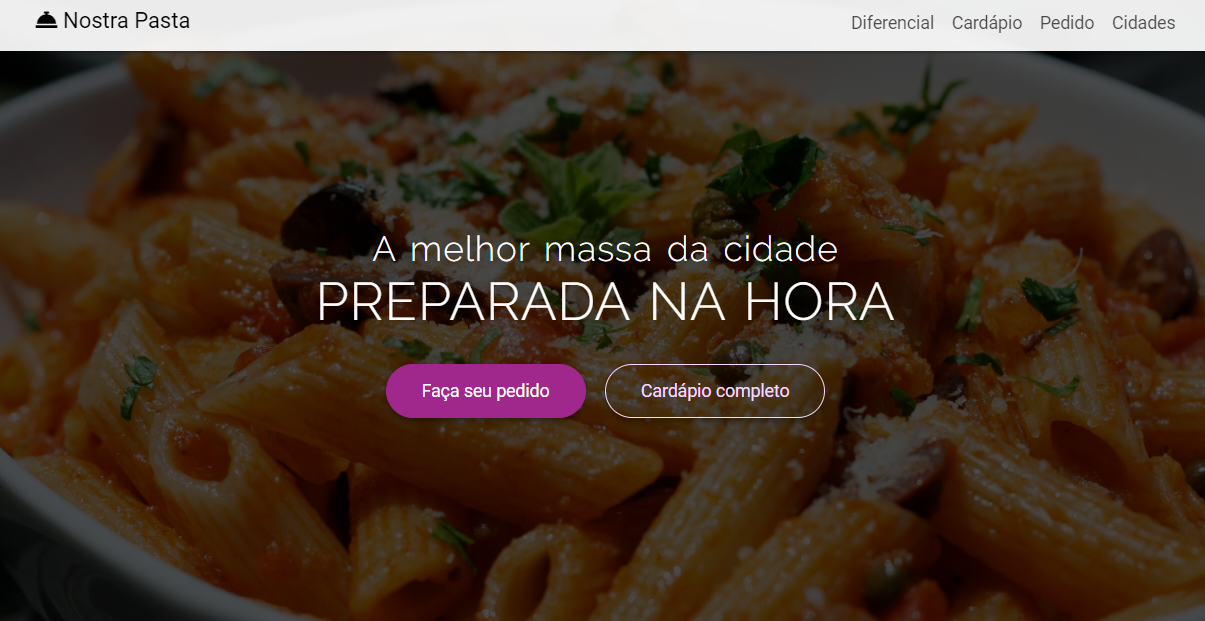 Nostra Pasta
Diferencial Cardápio Pedido Cidades
A melhor massa da cidade
PREPARADA NA HORA
Faça seu pedido
Cardápio completo